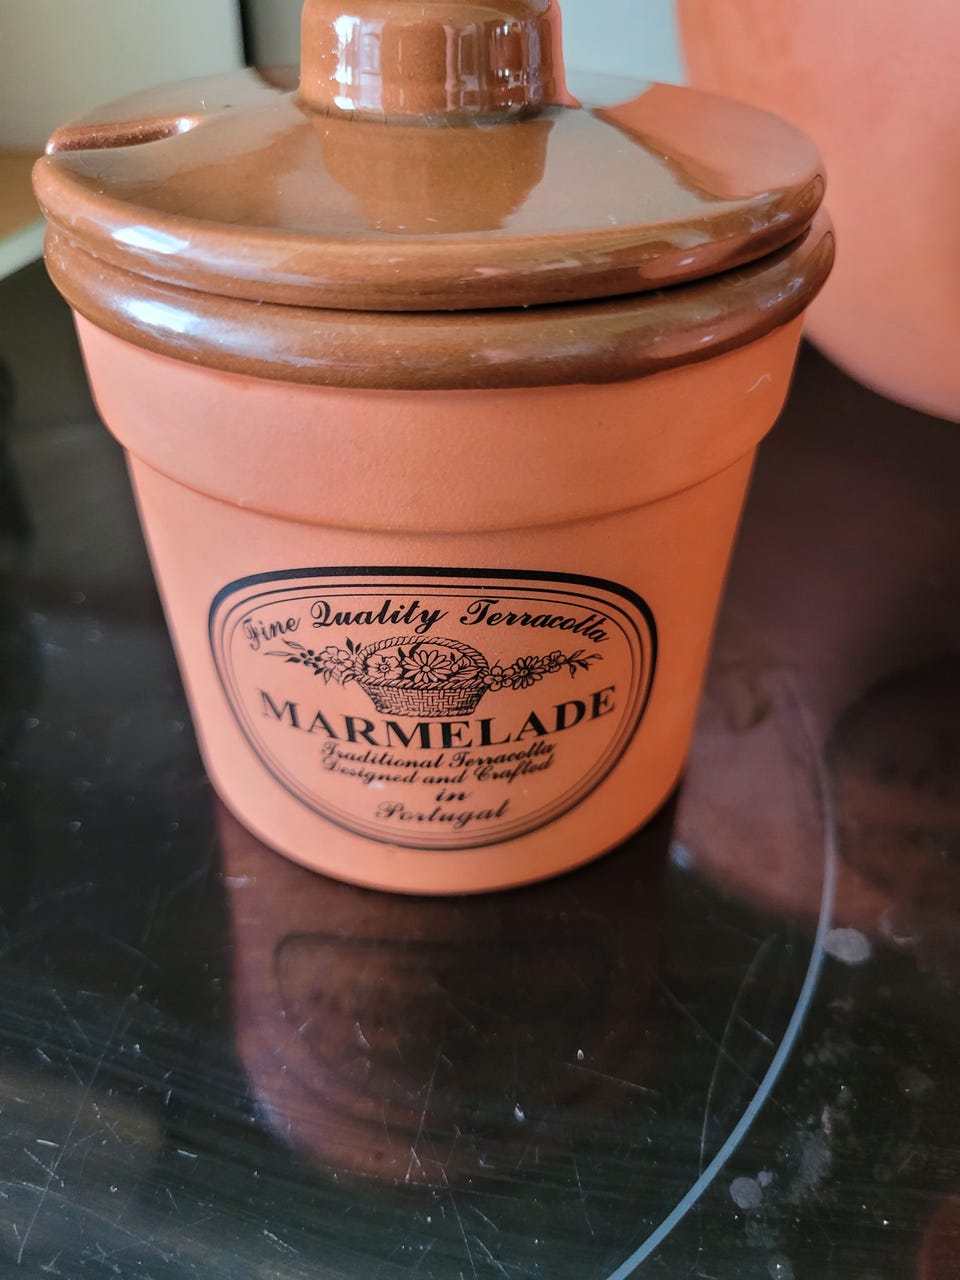 Fine Quality Terracotta
MARMELADE
Traditional Terracotta
Designed and Crafted
in
Portugal